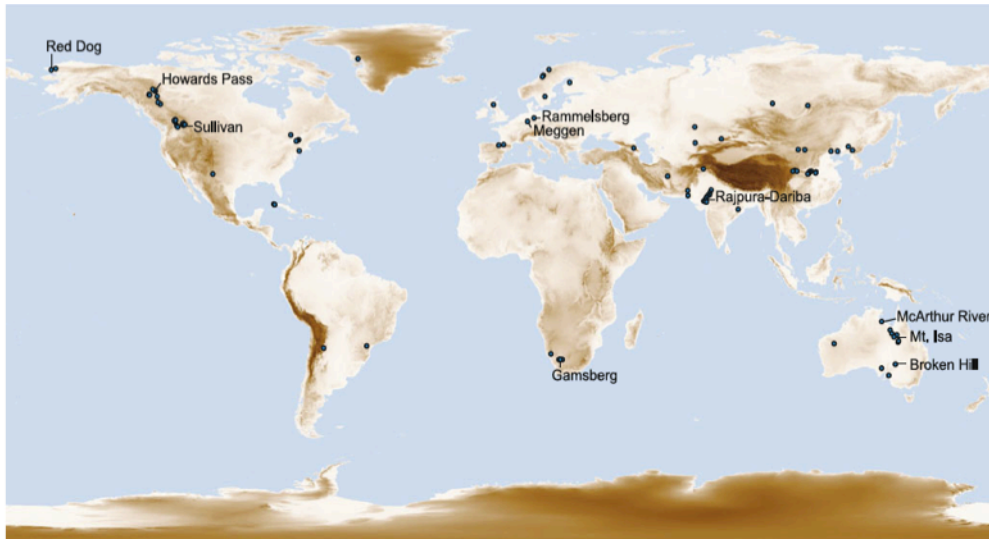 Red Dog
Howards Pass
Sullivan
Rammelsberg
Meggen
Rajpura-Dariba
McArthur River
Mt. Isa
Broken Hill
Gamsberg